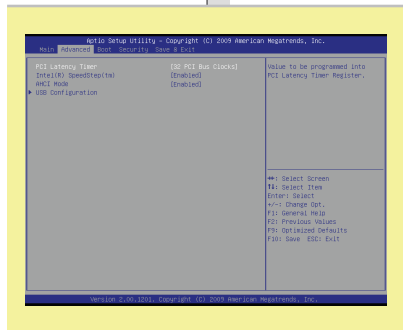 Aptio Setup Utility – Copyright (C) 2009 American Megatrends, Inc.
Main Advanced Boot Security Save & Exit
PCI Latency Timer [32 PCI Bus Clocks]
Intel(R) SpeedStep(tm) [Enabled]
AHCI Mode [Enabled]
USB Configuration
Value to be programmed into
PCI Latency Timer Register.
: Select Screen
: Select Item
Enter: Select
+/-: Change Opt.
F1: General Help
F2: Previous Values
F9: Optimized Defaults
F10: Save ESC: Exit
Version 2.00.1201. Copyright (C) 2009 American Megatrends, Inc.